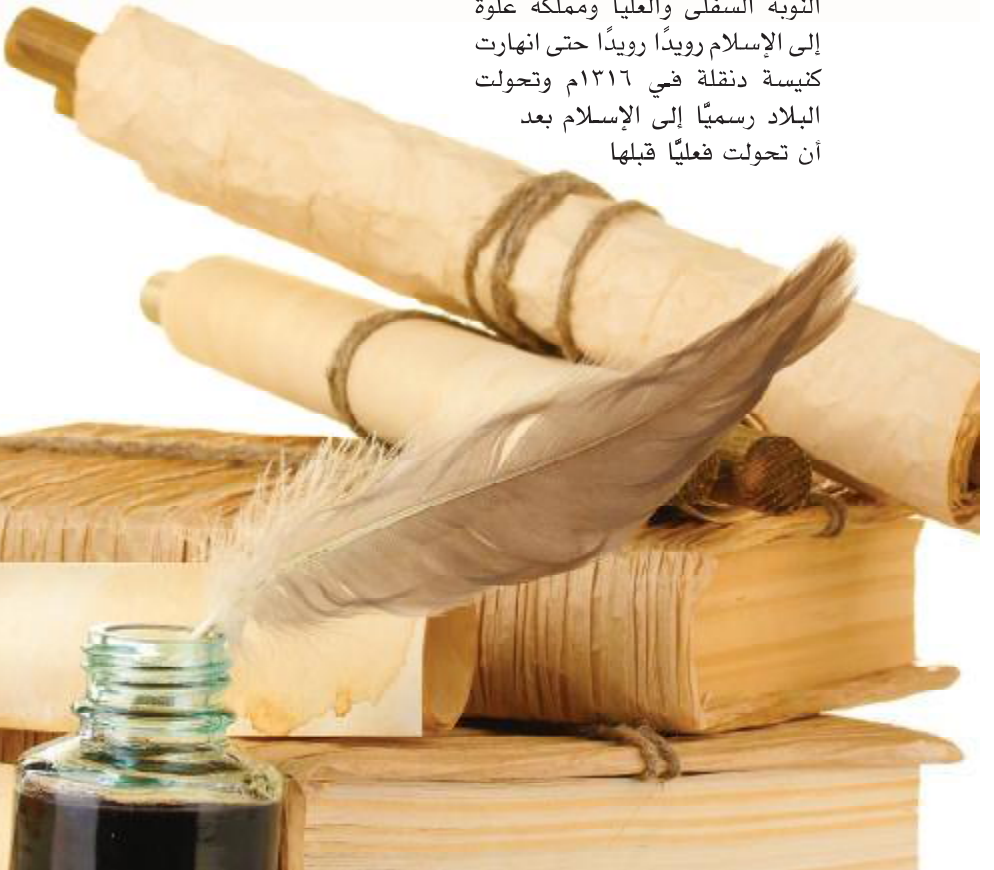 النوبة السفلى والعليا ومملكة علوة
إلى الإسلام رويدًا رويدًا حتى انهارت
كنيسة دنقلة في ١٣١٦م وتحولت
البلاد رسميًّا إلى الإسلام بعد
أن تحولت فعليًّا قبلها